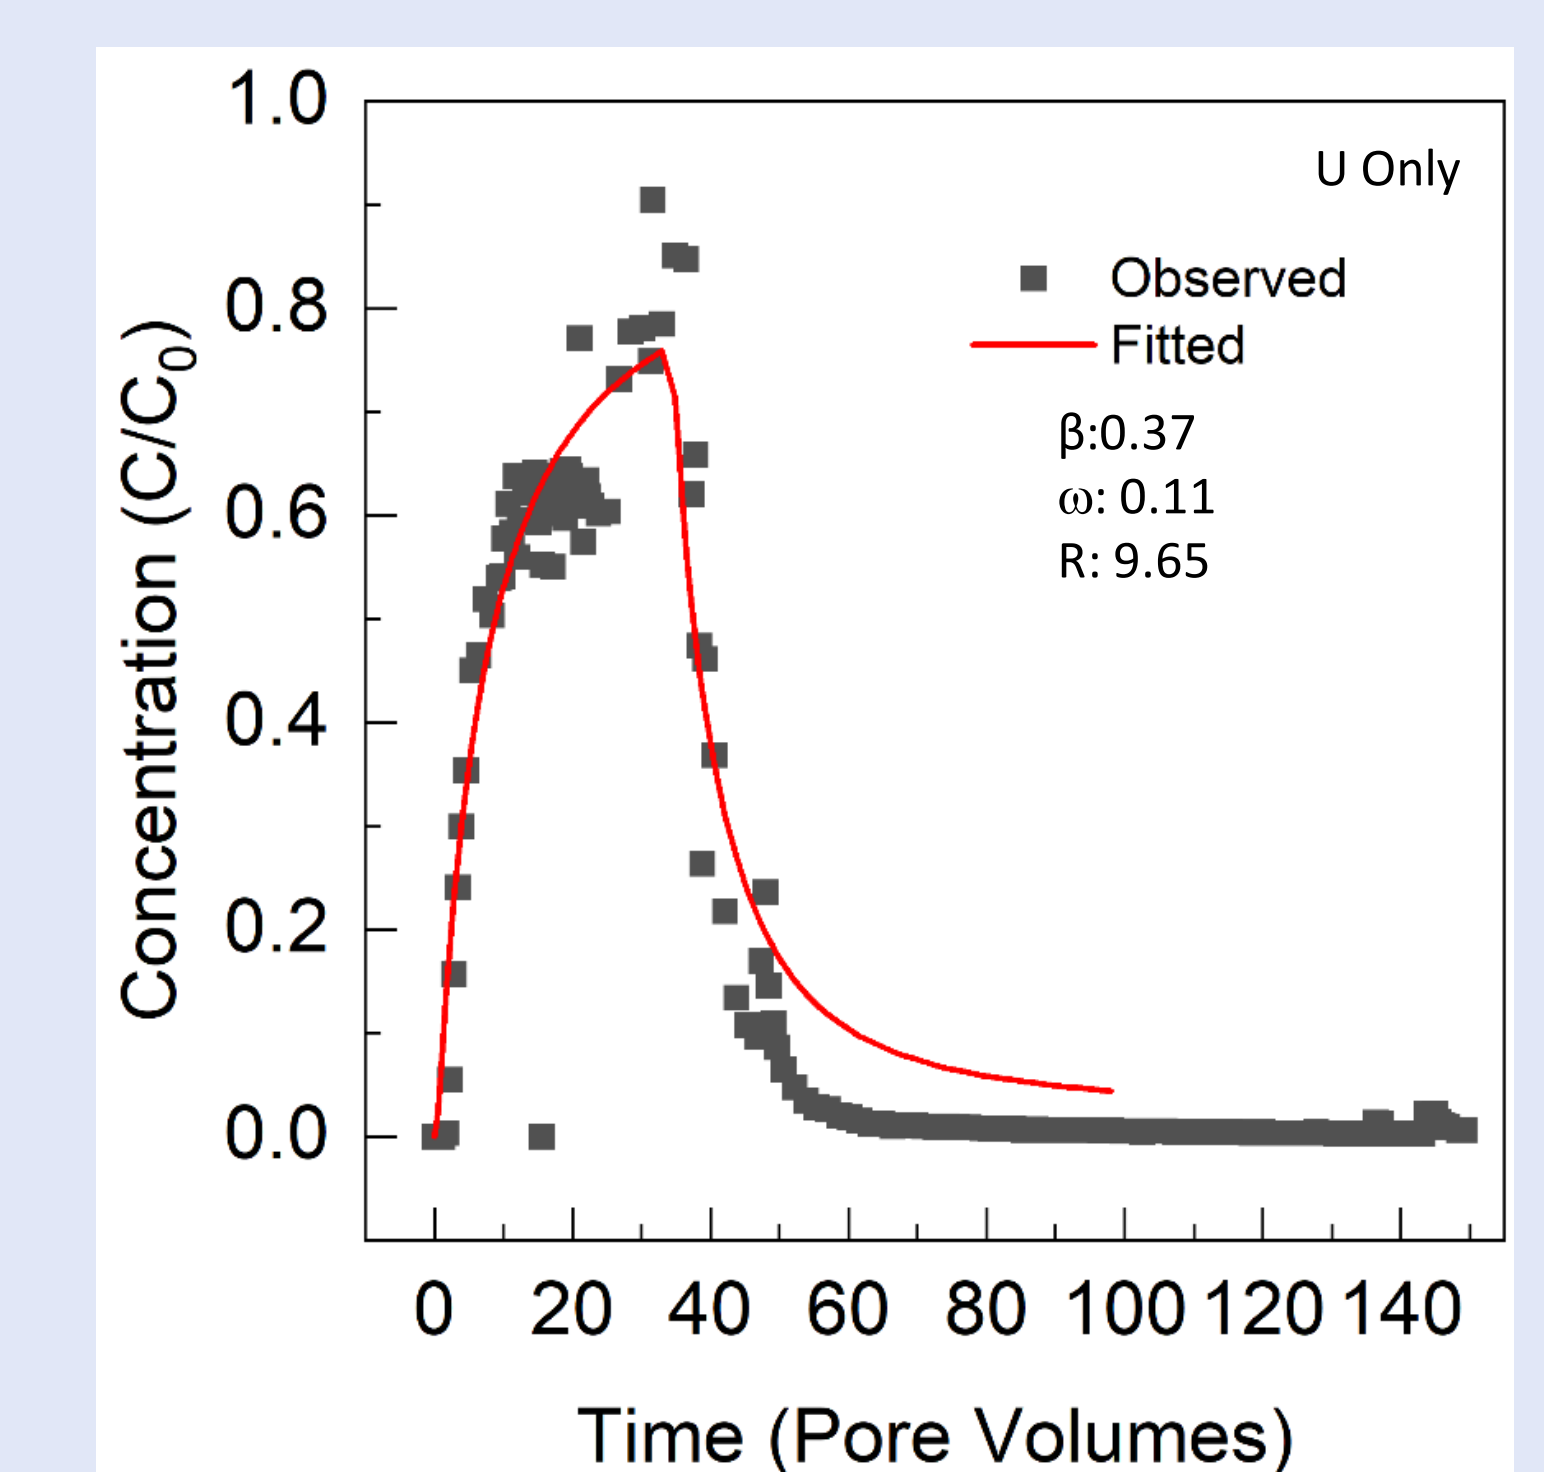 1.0
0.8
0.6
0.4
0.2
0.0
Concentration (C/C₀)
U Only
Observed
Fitted
β:0.37
ω: 0.11
R: 9.65
0 20 40 60 80 100 120 140
Time (Pore Volumes)